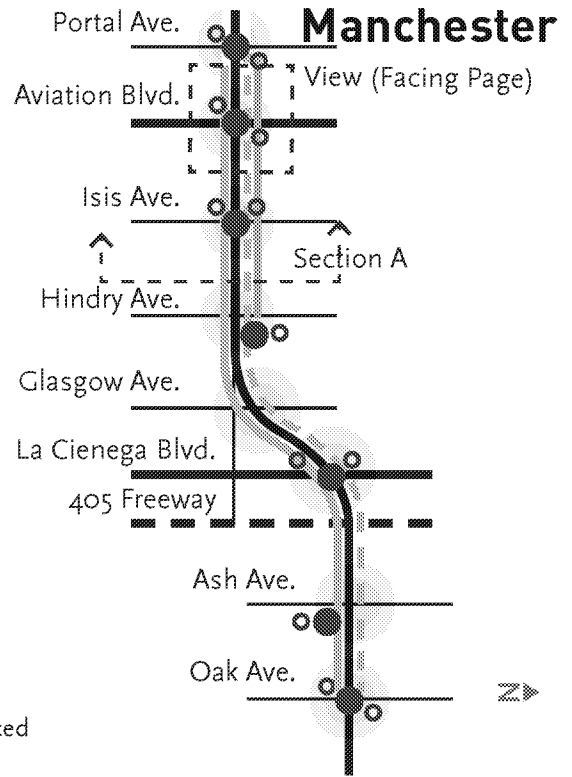 Portal Ave.
Manchester
View (Facing Page)
Aviation Blvd.
Isis Ave.
Section A
Hindry Ave.
Glasgow Ave.
La Cienega Blvd.
405 Freeway
Ash Ave.
Oak Ave.
N